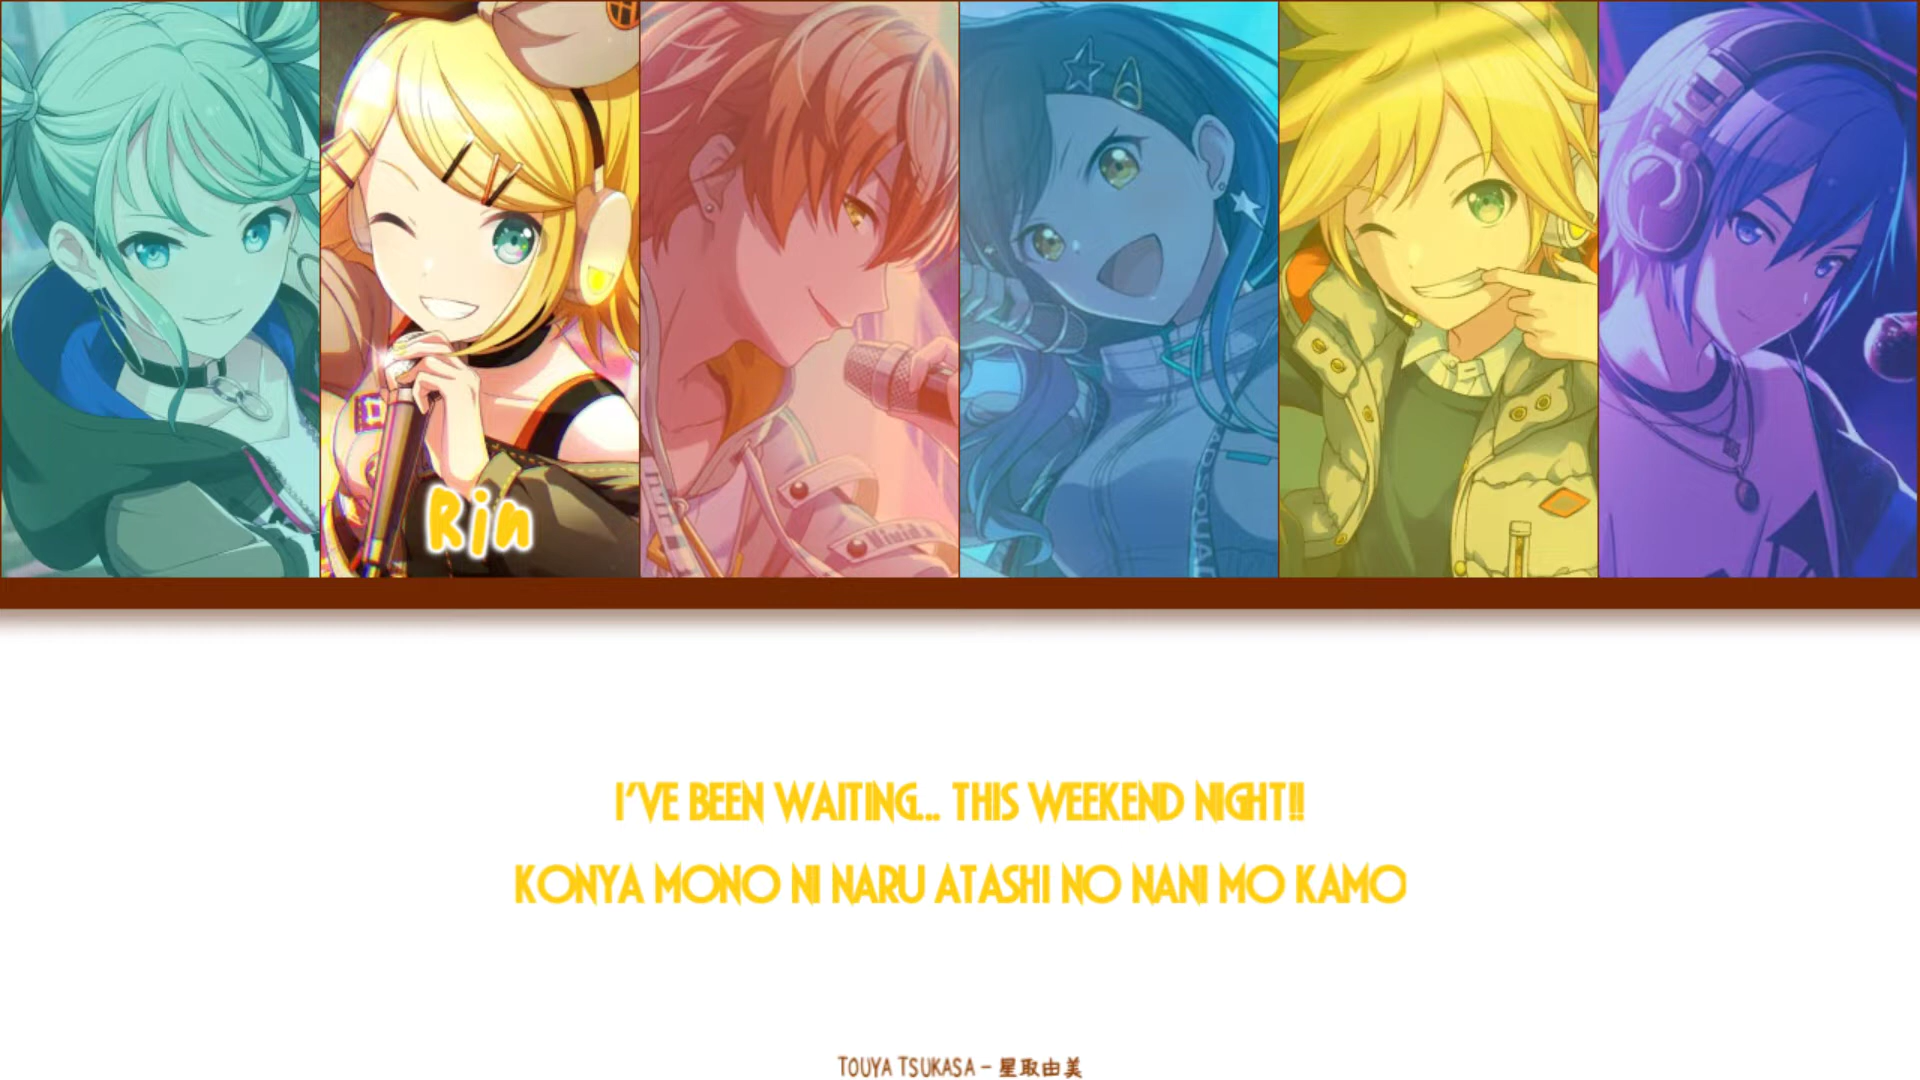 Rin
I'VE BEEN WAITING... THIS WEEKEND NIGHT!!
KONYA MONO NI NARU ATASHI NO NANI MO KAMO
TOUYA TSUKASA - 星取由美